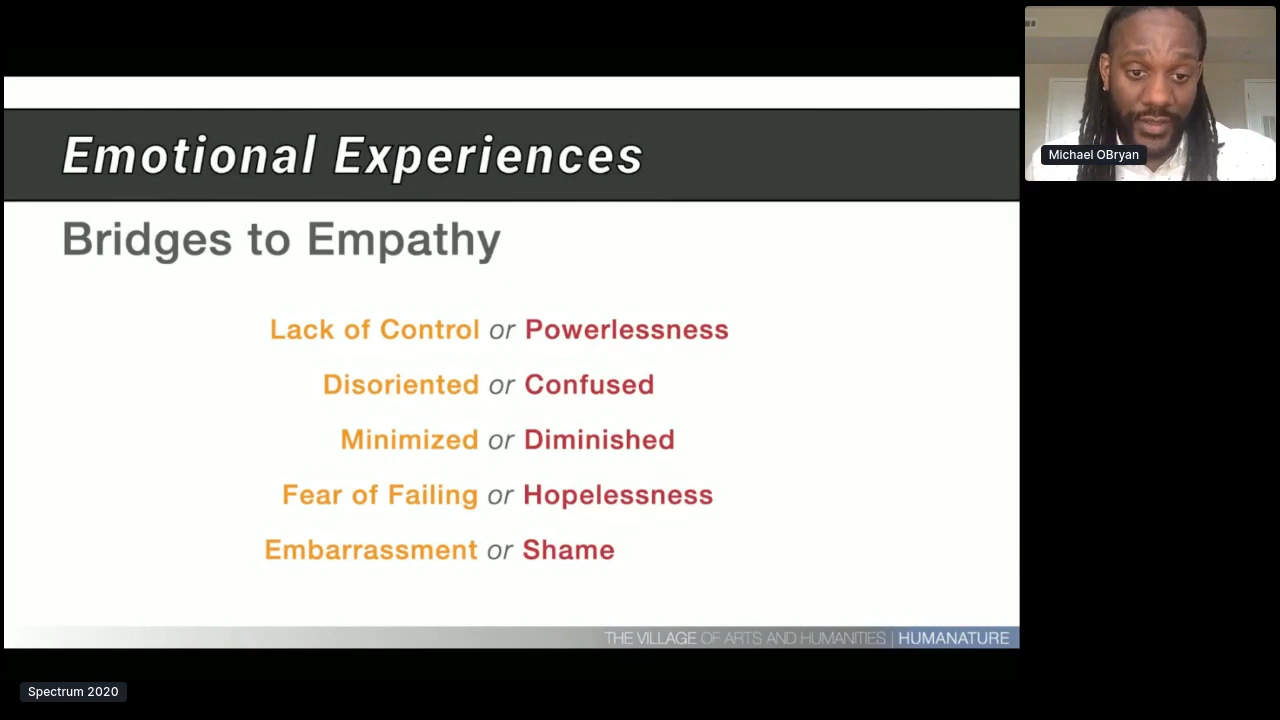 Emotional Experiences
Bridges to Empathy
Lack of Control or Powerlessness
Disoriented or Confused
Minimized or Diminished
Fear of Failing or Hopelessness
Embarrassment or Shame
THE VILLAGE OF ARTS AND HUMANITIES | HUMANATURE
Michael OBryan
Spectrum 2020